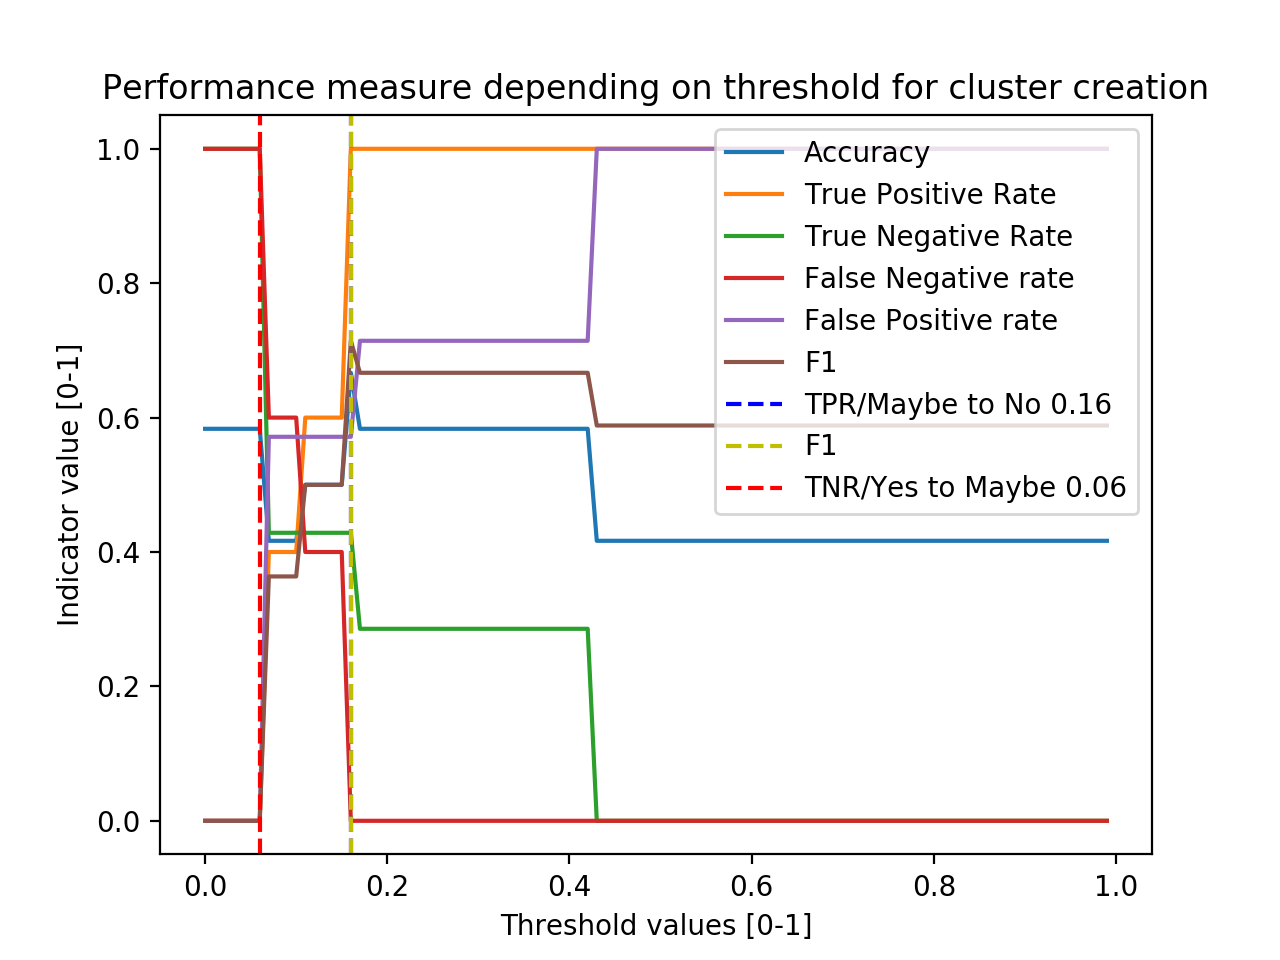 Performance measure depending on threshold for cluster creation
Indicator value [0-1]
1.0
0.8
0.6
0.4
0.2
0.0
Accuracy
True Positive Rate
True Negative Rate
False Negative rate
False Positive rate
F1
TPR/Maybe to No 0.16
F1
TNR/Yes to Maybe 0.06
0.0 0.2 0.4 0.6 0.8 1.0
Threshold values [0-1]